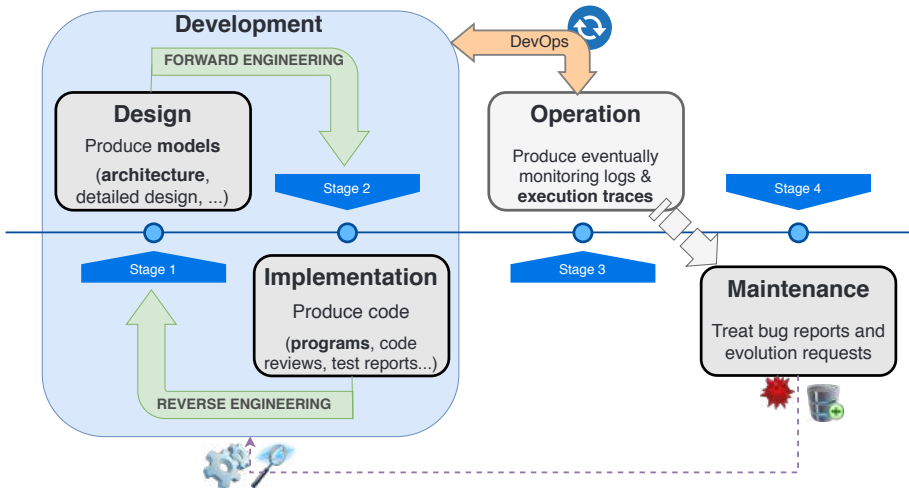 Development
DevOps
FORWARD ENGINEERING
Design
Produce models
(architecture,
detailed design, ...)
Stage 2
Operation
Produce eventually
monitoring logs &
execution traces
Stage 4
Stage 1
Implementation
Produce code
(programs, code
reviews, test reports...)
Stage 3
Maintenance
Treat bug reports and
evolution requests
REVERSE ENGINEERING